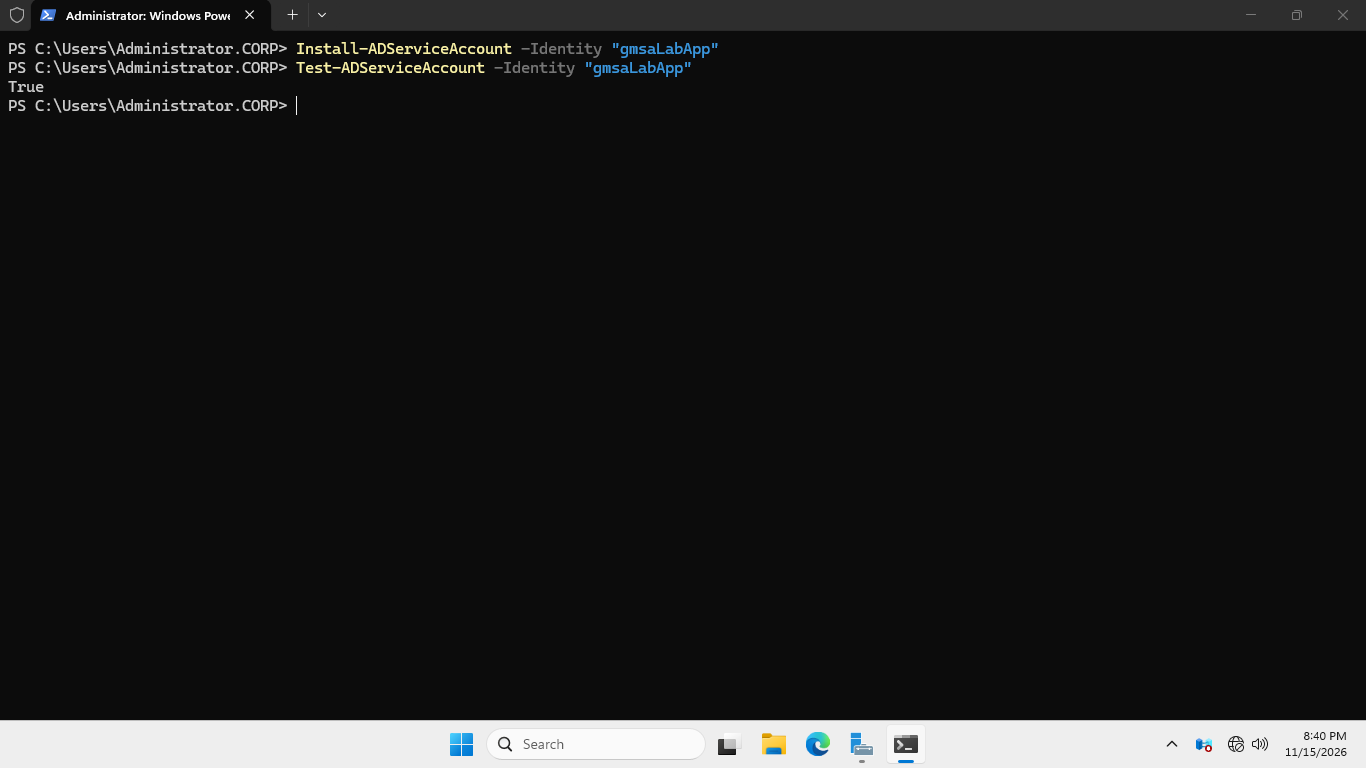 Administrator: Windows Powe
PS C:\Users\Administrator.CORP> Install-ADServiceAccount -Identity "gmsaLabApp"
PS C:\Users\Administrator.CORP> Test-ADServiceAccount -Identity "gmsaLabApp"
True
PS C:\Users\Administrator.CORP>
Search
8:40 PM
11/15/2026